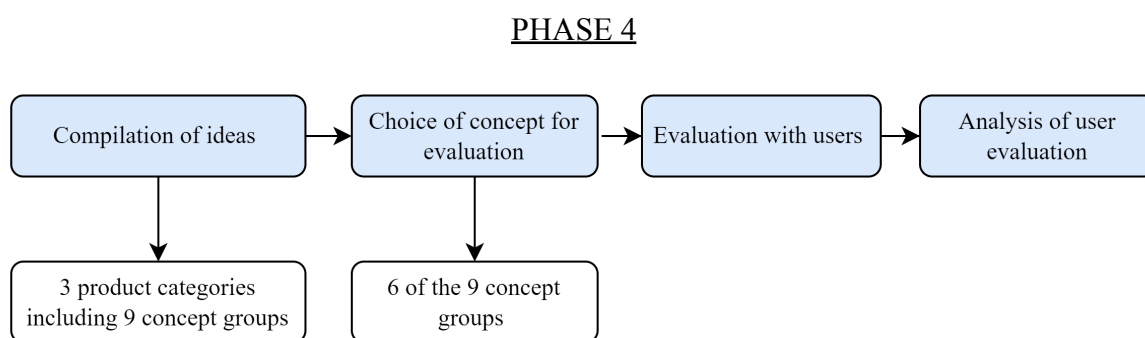 PHASE 4
Compilation of ideas
Choice of concept for
evaluation
Evaluation with users
Analysis of user
evaluation
3 product categories
including 9 concept groups
6 of the 9 concept
groups